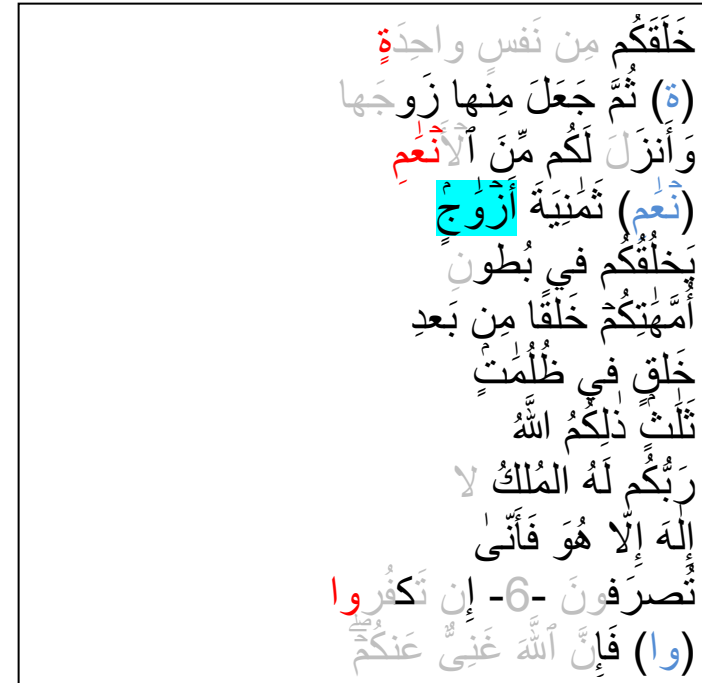 خَلَقَكُم مِن نَفسٍ واحِدَةٍ
(ة) ثُمَّ جَعَلَ مِنها زَوجَها
وَأَنزَلَ لَكُم مِّنَ ٱلۡأَنۡعَٰمِ
(نۡعَٰم) ثَمَٰنِيَةَ أَزۡوَٰجٖۚ
يَخلُقُكُم في بُطونِ
أُمَّهَٰتِكُمۡ خَلقًا مِن بَعدِ
خَلقٍ في ظُلُمَٰتٖ
ثَلَٰثٖۚ ذَٰلِكُمُ اللَّهُ
رَبُّكُم لَهُ المُلكُ لا
إِلَٰهَ إِلّا هُوَ فَأَنّىٰ
تُصرَفونَ -6- إِن تَكفُروا
(وا) فَإِنَّ ٱللَّهَ غَنِيٌّ عَنكُمۡۖ